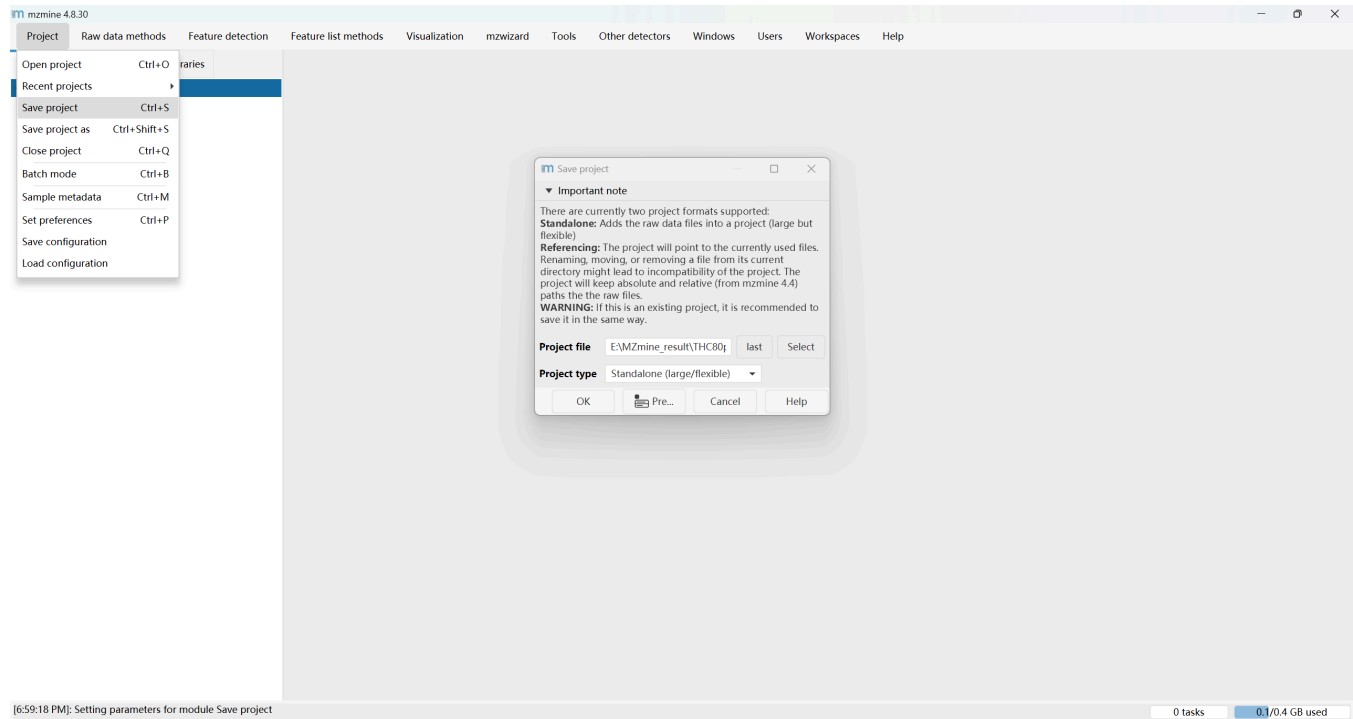 mzmine 4.8.30
Project Raw data methods Feature detection Feature list methods Visualization mzwizard Tools Other detectors Windows Users Workspaces Help
Open project Ctrl+O
raries
Recent projects
Save project Ctrl+S
Save project as Ctrl+Shift+S
Close project Ctrl+Q
Batch mode Ctrl+B
Sample metadata Ctrl+M
Set preferences Ctrl+P
Save configuration
Load configuration
Save project
Important note
There are currently two project formats supported:
Standalone: Adds the raw data files into a project (large but
flexible)
Referencing: The project will point to the currently used files.
Renaming, moving, or removing a file from its current
directory might lead to incompatibility of the project. The
project will keep absolute and relative (from mzmine 4.4)
paths the the raw files.
WARNING: If this is an existing project, it is recommended to
save it in the same way.
Project file E:\MZmine_result\THC80p last Select
Project type Standalone (large/flexible)
OK Pre... Cancel Help
[6:59:18 PM]: Setting parameters for module Save project
0 tasks 0.1/0.4 GB used